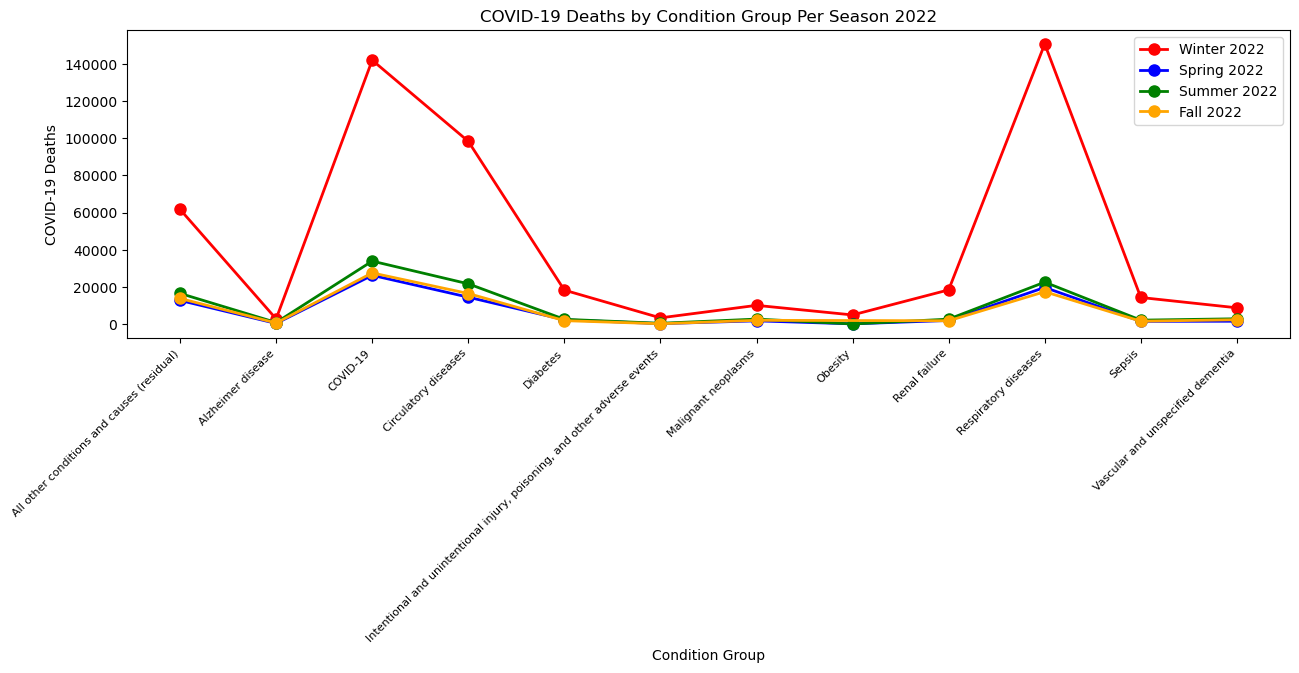 COVID-19 Deaths by Condition Group Per Season 2022
Winter 2022
Spring 2022
Summer 2022
Fall 2022
COVID-19 Deaths
140000
120000
100000
80000
60000
40000
20000
0
All other conditions and causes (residual)
Alzheimer disease
COVID-19
Circulatory diseases
Diabetes
Intentional and unintentional injury, poisoning, and other adverse events
Malignant neoplasms
Obesity
Renal failure
Respiratory diseases
Sepsis
Vascular and unspecified dementia
Condition Group